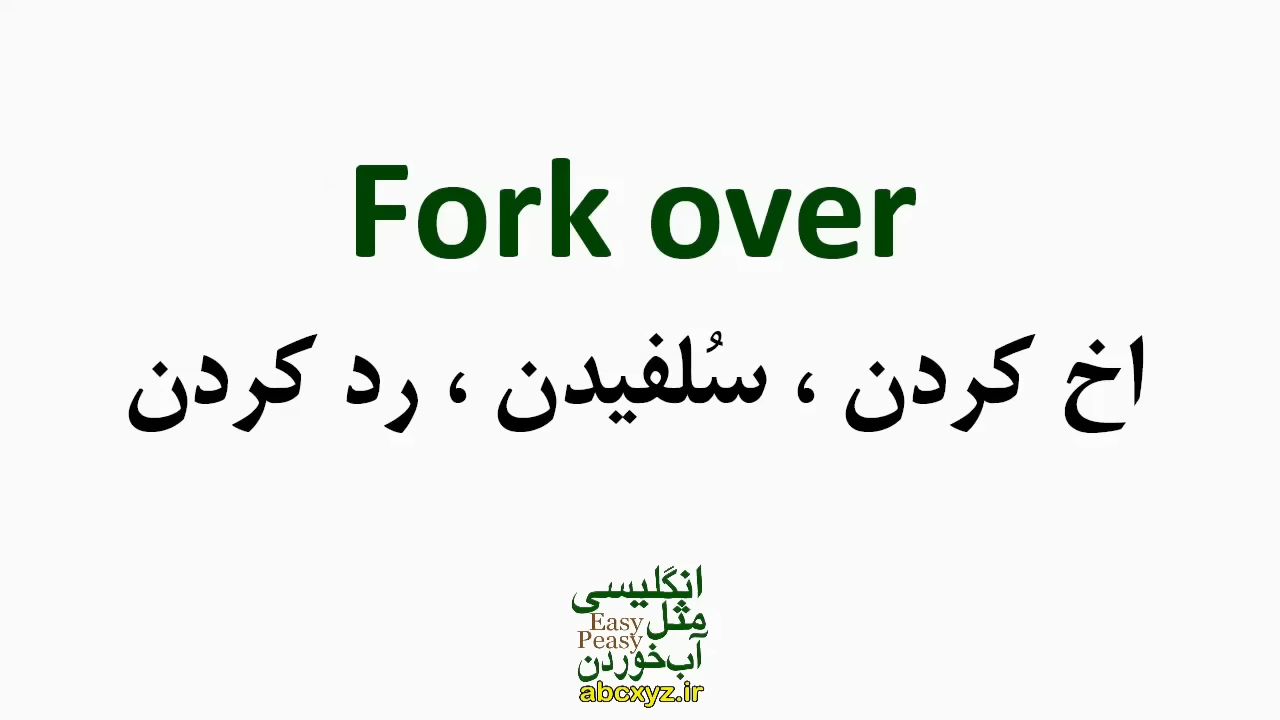 Fork over
اخ کردن ، سُلفیدن ، رد کردن
انگلیسی
مثل Easy
Peasy
آب‌خوردن
abcxyz.ir